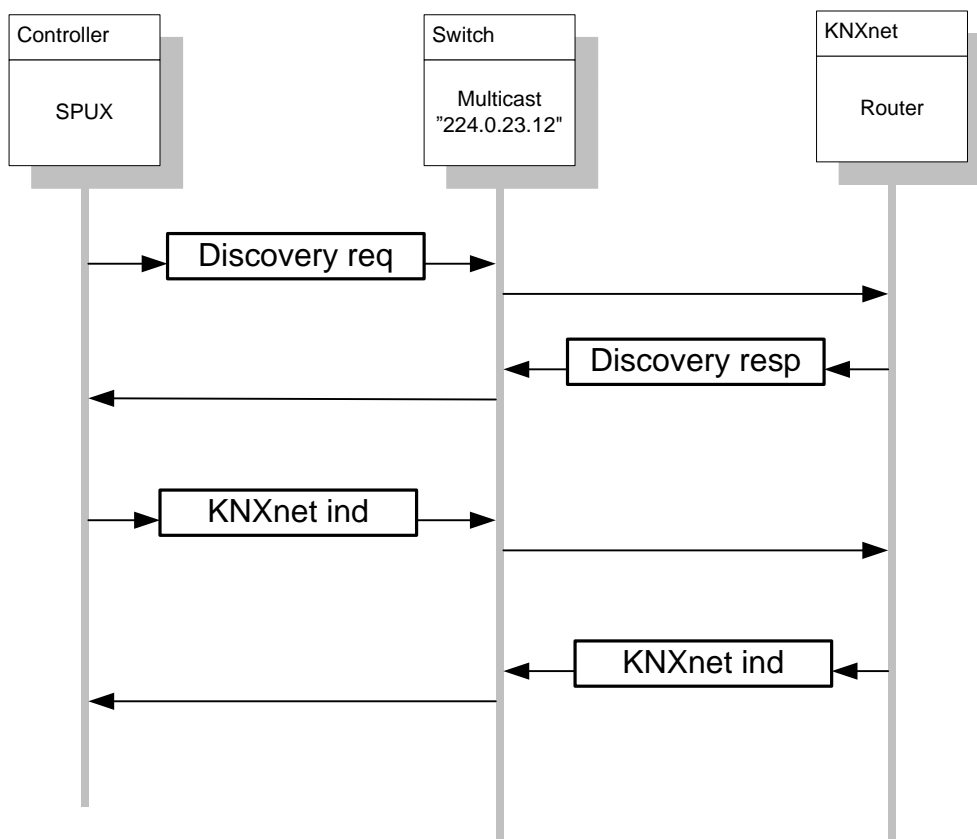 Controller
SPUX
Switch
Multicast
”224.0.23.12"
KNXnet
Router
Discovery req
Discovery resp
KNXnet ind
KNXnet ind